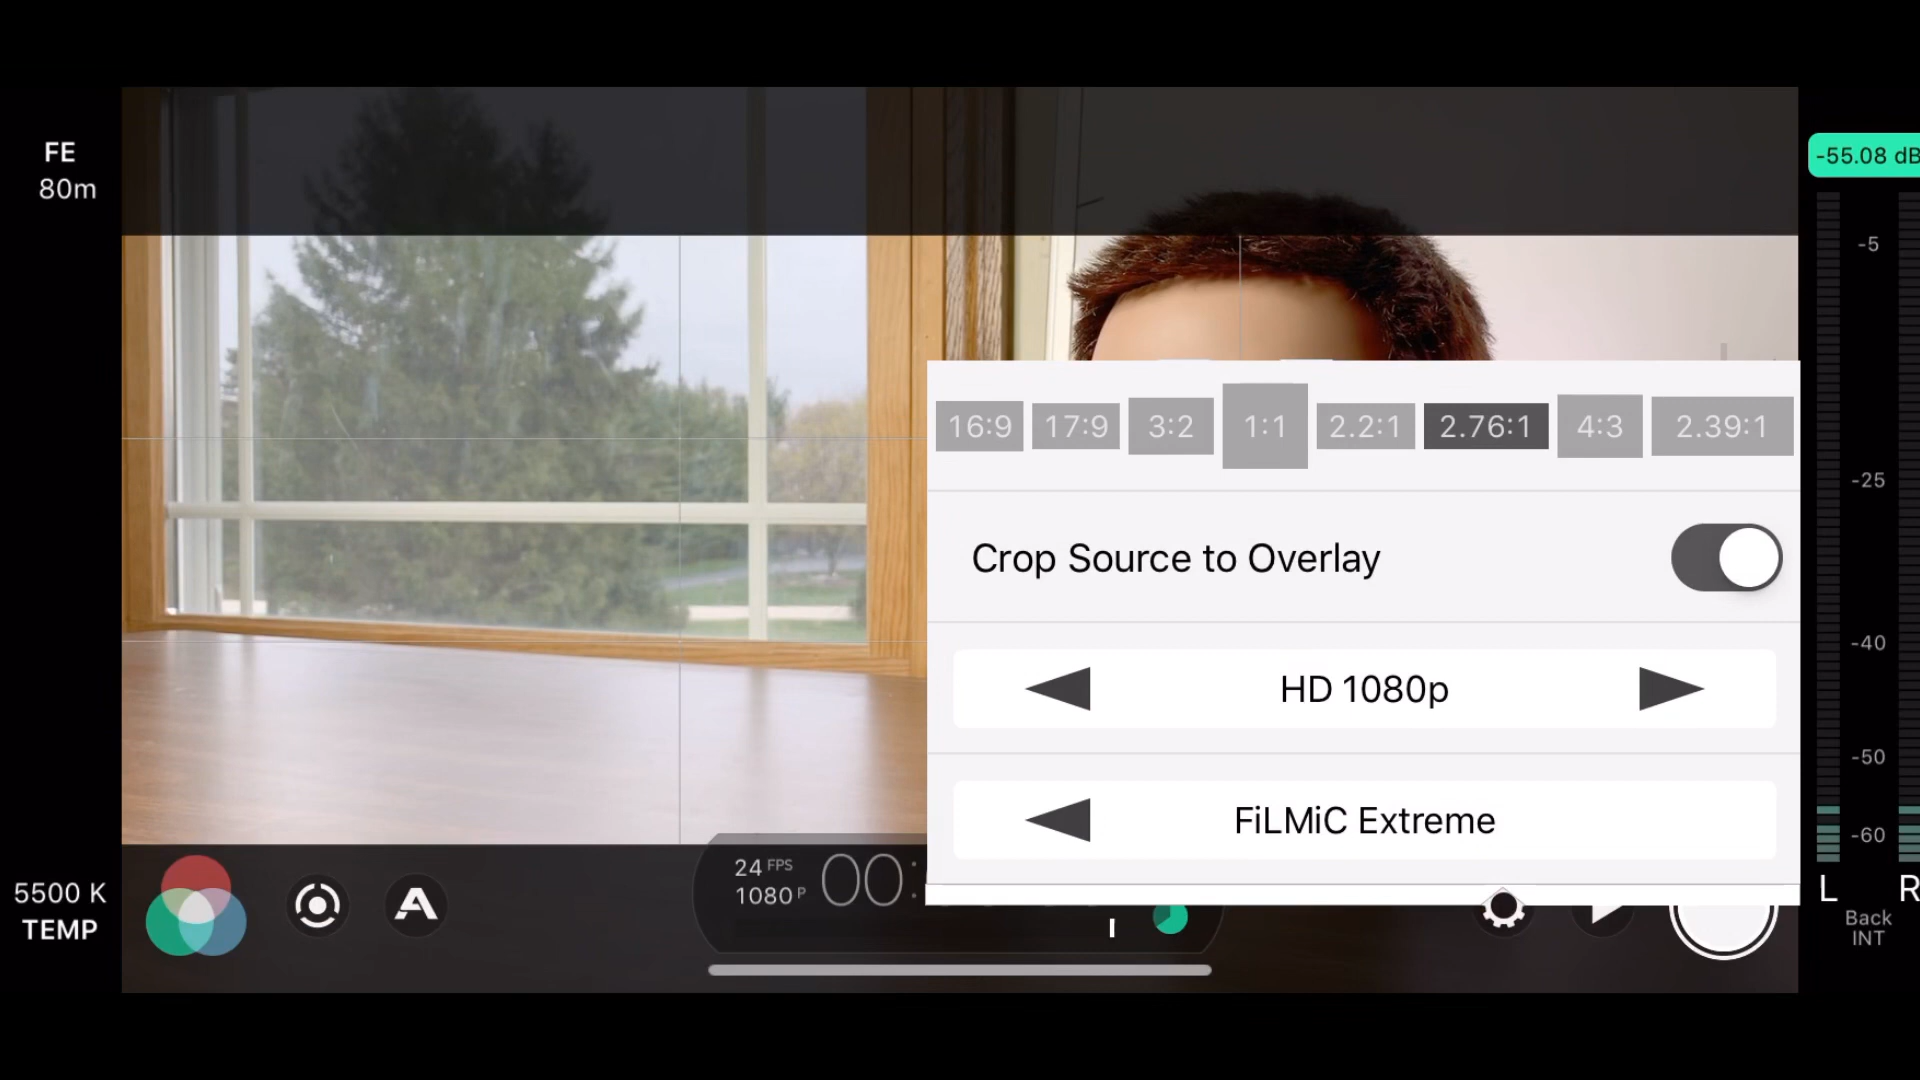 FE
80m
-55.08 dB
-5
-25
-40
-50
-60
L R
Back
INT
16:9 17:9 3:2 1:1 2.2:1 2.76:1 4:3 2.39:1
Crop Source to Overlay
HD 1080p
FiLMiC Extreme
24 FPS
1080 P
00:
5500 K
TEMP